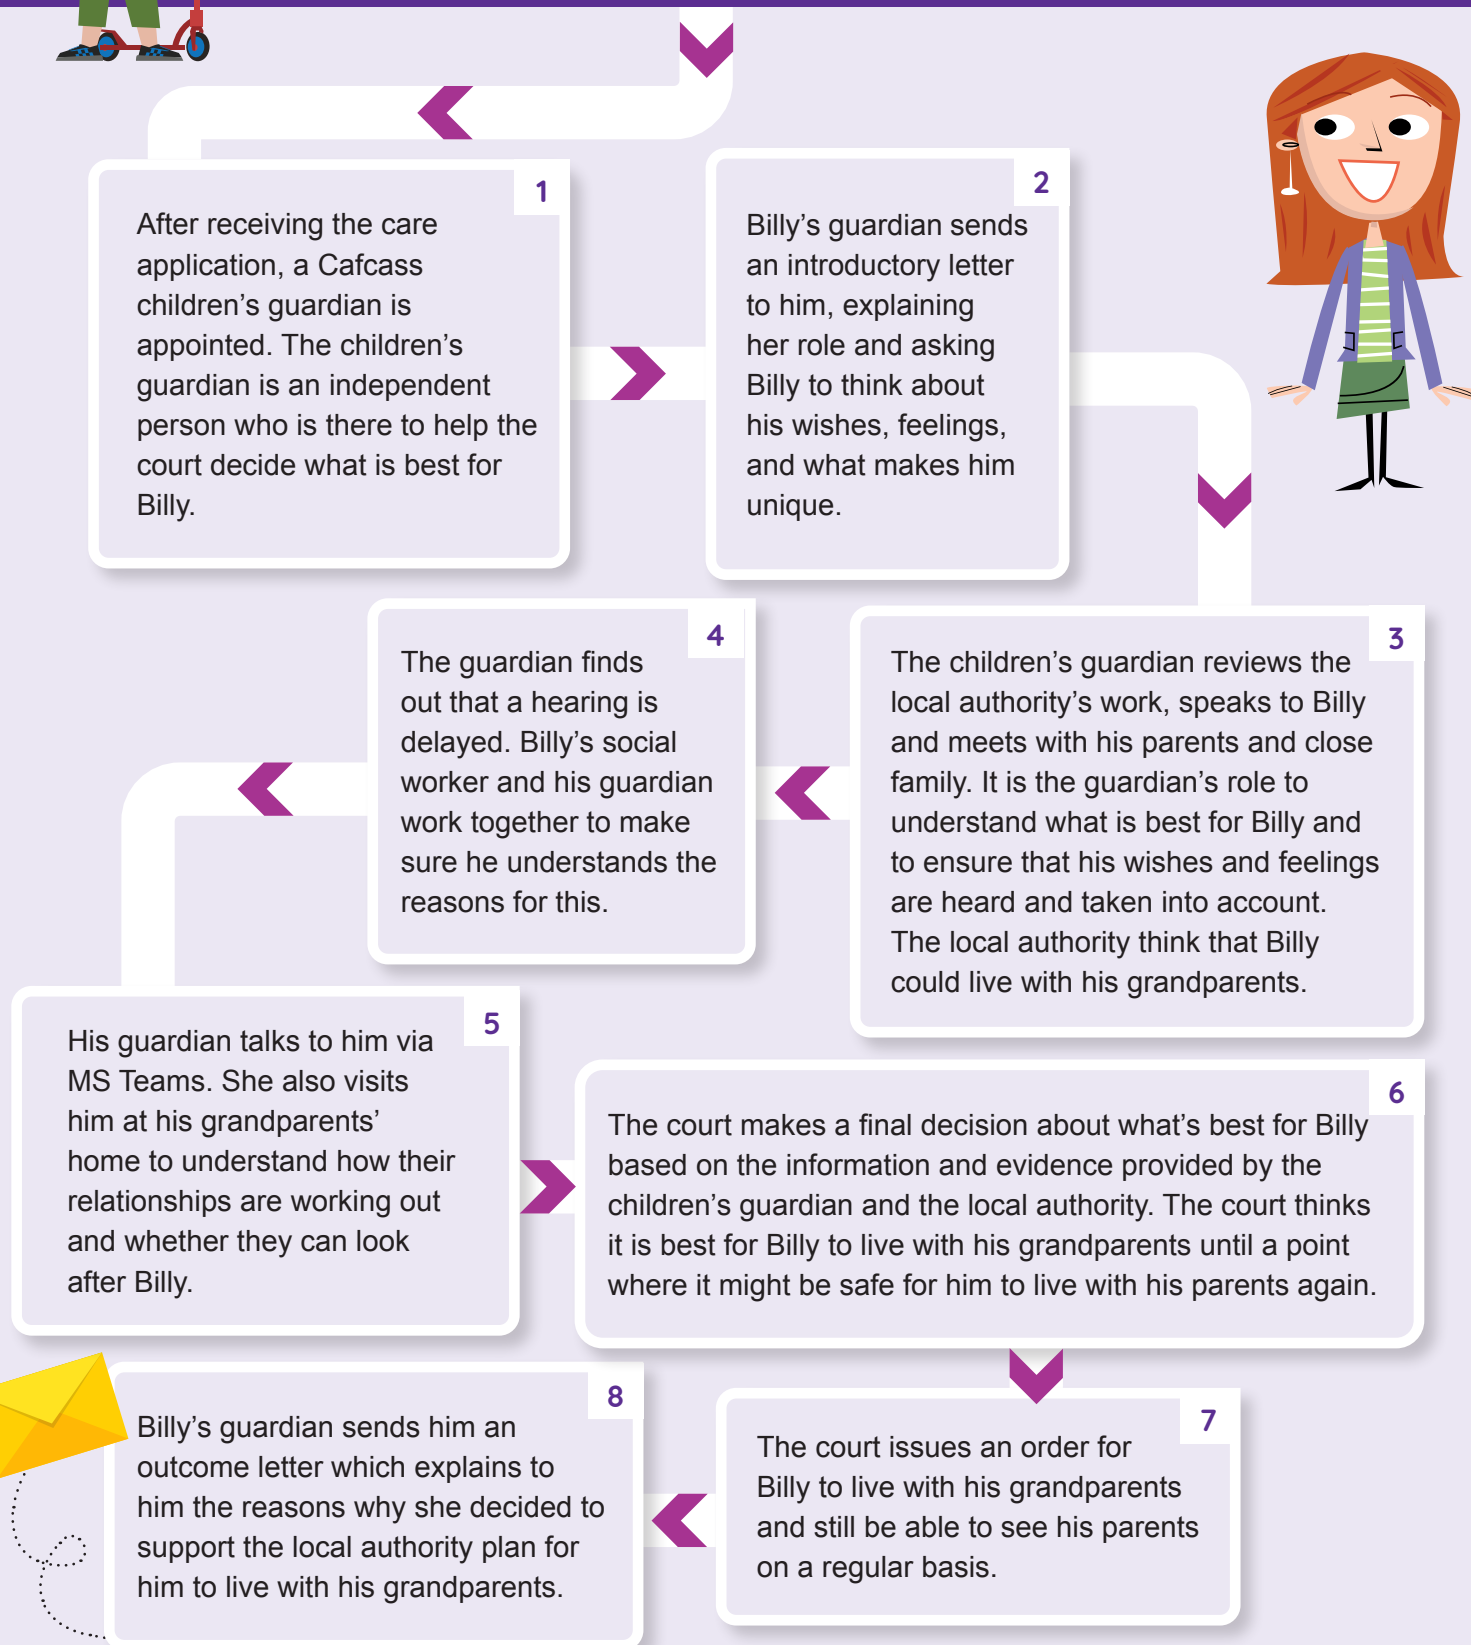 1
After receiving the care
application, a Cafcass
children’s guardian is
appointed. The children’s
guardian is an independent
person who is there to help the
court decide what is best for
Billy.
2
Billy’s guardian sends
an introductory letter
to him, explaining
her role and asking
Billy to think about
his wishes, feelings,
and what makes him
unique.
3
The children’s guardian reviews the
local authority’s work, speaks to Billy
and meets with his parents and close
family. It is the guardian’s role to
understand what is best for Billy and
to ensure that his wishes and feelings
are heard and taken into account.
The local authority think that Billy
could live with his grandparents.
4
The guardian finds
out that a hearing is
delayed. Billy’s social
worker and his guardian
work together to make
sure he understands the
reasons for this.
5
His guardian talks to him via
MS Teams. She also visits
him at his grandparents’
home to understand how their
relationships are working out
and whether they can look
after Billy.
6
The court makes a final decision about what’s best for Billy
based on the information and evidence provided by the
children’s guardian and the local authority. The court thinks
it is best for Billy to live with his grandparents until a point
where it might be safe for him to live with his parents again.
7
The court issues an order for
Billy to live with his grandparents
and still be able to see his parents
on a regular basis.
8
Billy’s guardian sends him an
outcome letter which explains to
him the reasons why she decided to
support the local authority plan for
him to live with his grandparents.